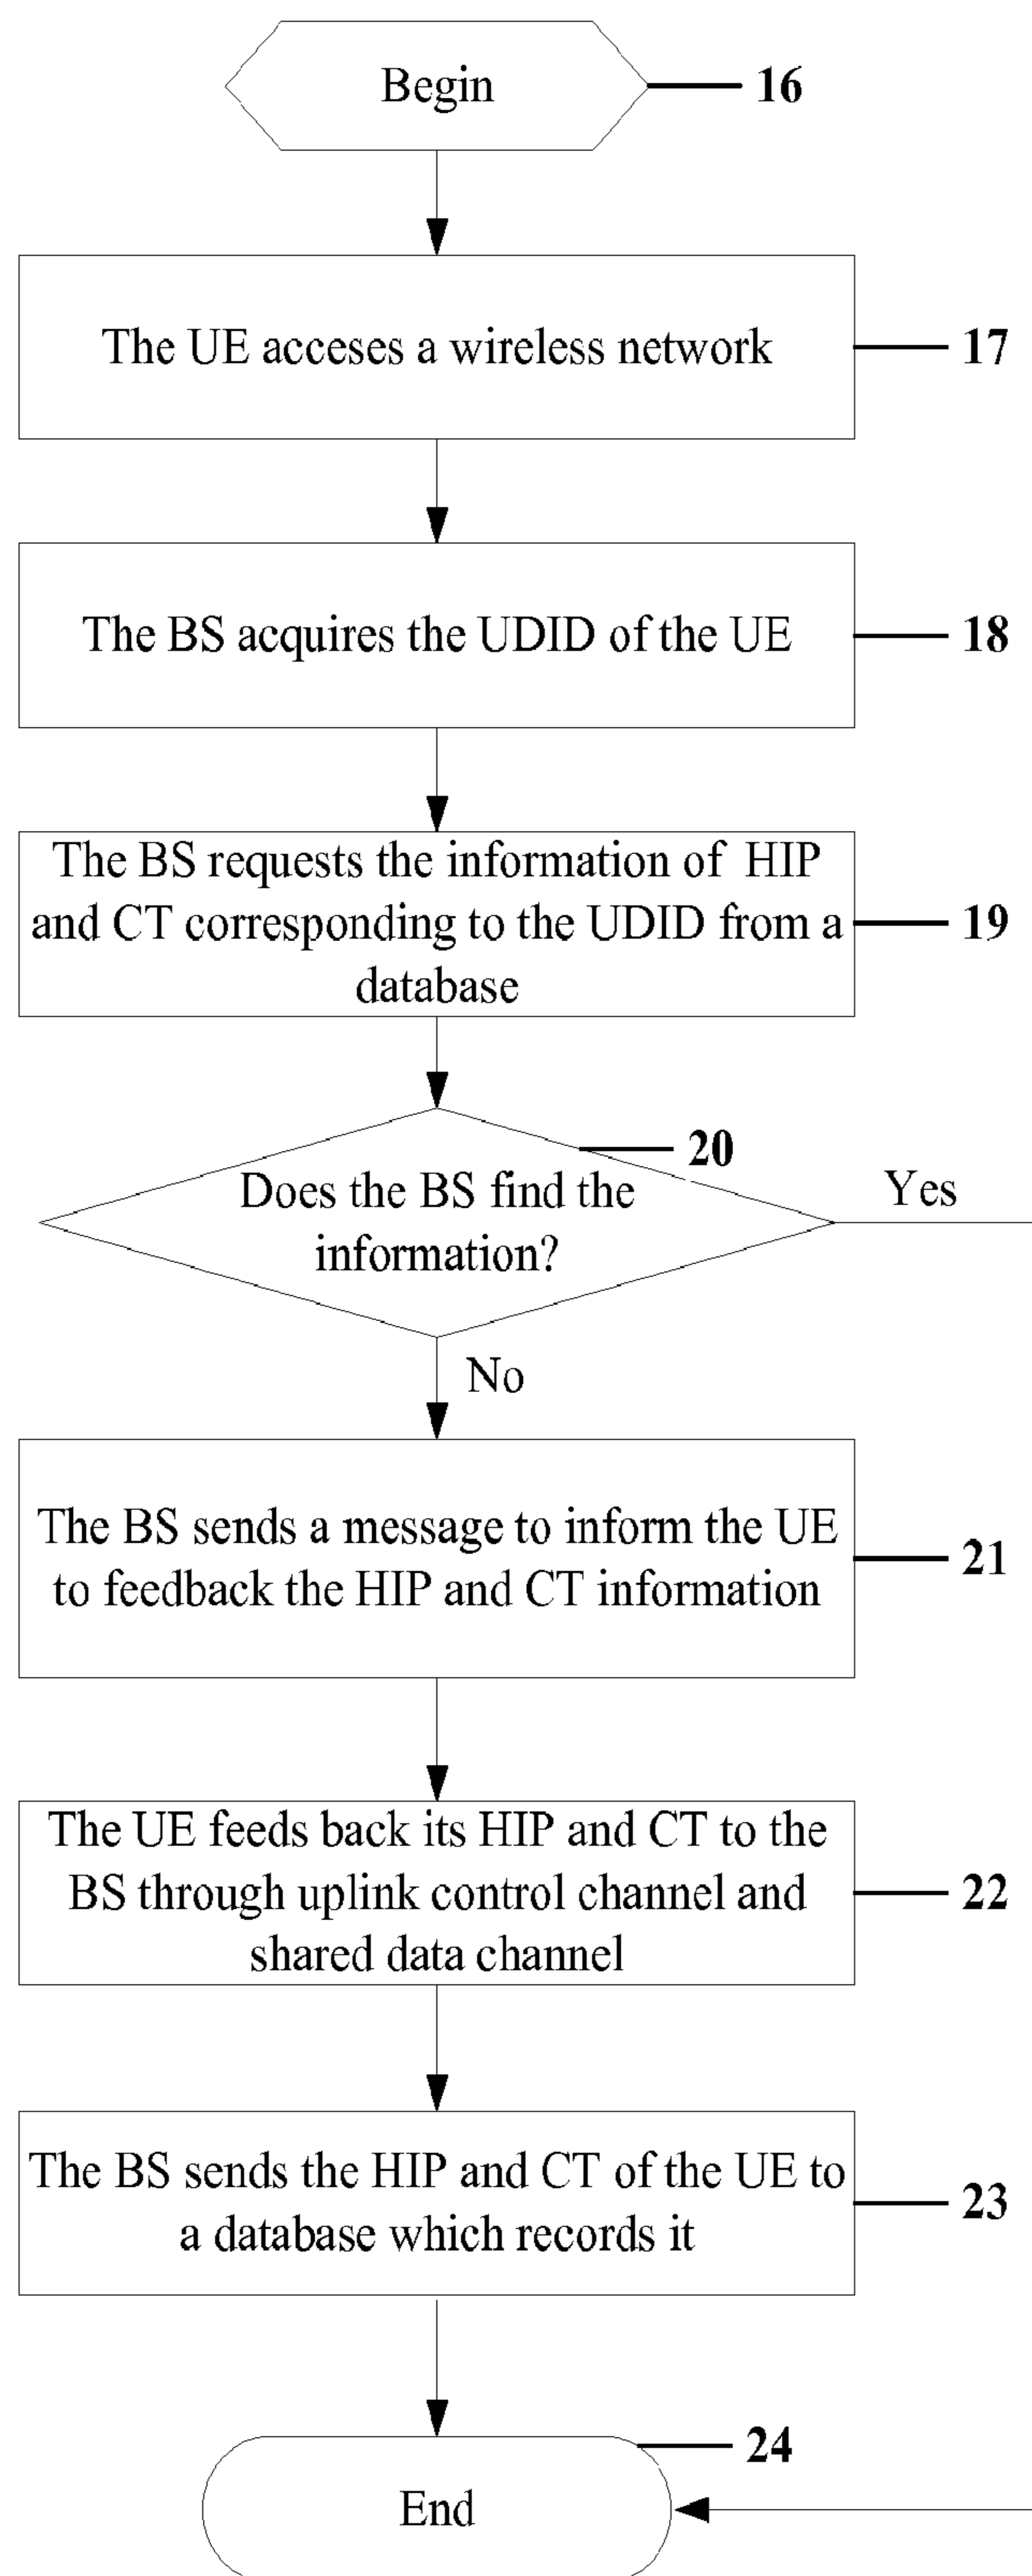 Begin
16
The UE acceses a wireless network
17
The BS acquires the UDID of the UE
18
The BS requests the information of HIP
and CT corresponding to the UDID from a
database
19
20
Does the BS find the
information?
Yes
No
The BS sends a message to inform the UE
to feedback the HIP and CT information
21
The UE feeds back its HIP and CT to the
BS through uplink control channel and
shared data channel
22
The BS sends the HIP and CT of the UE to
a database which records it
23
24
End